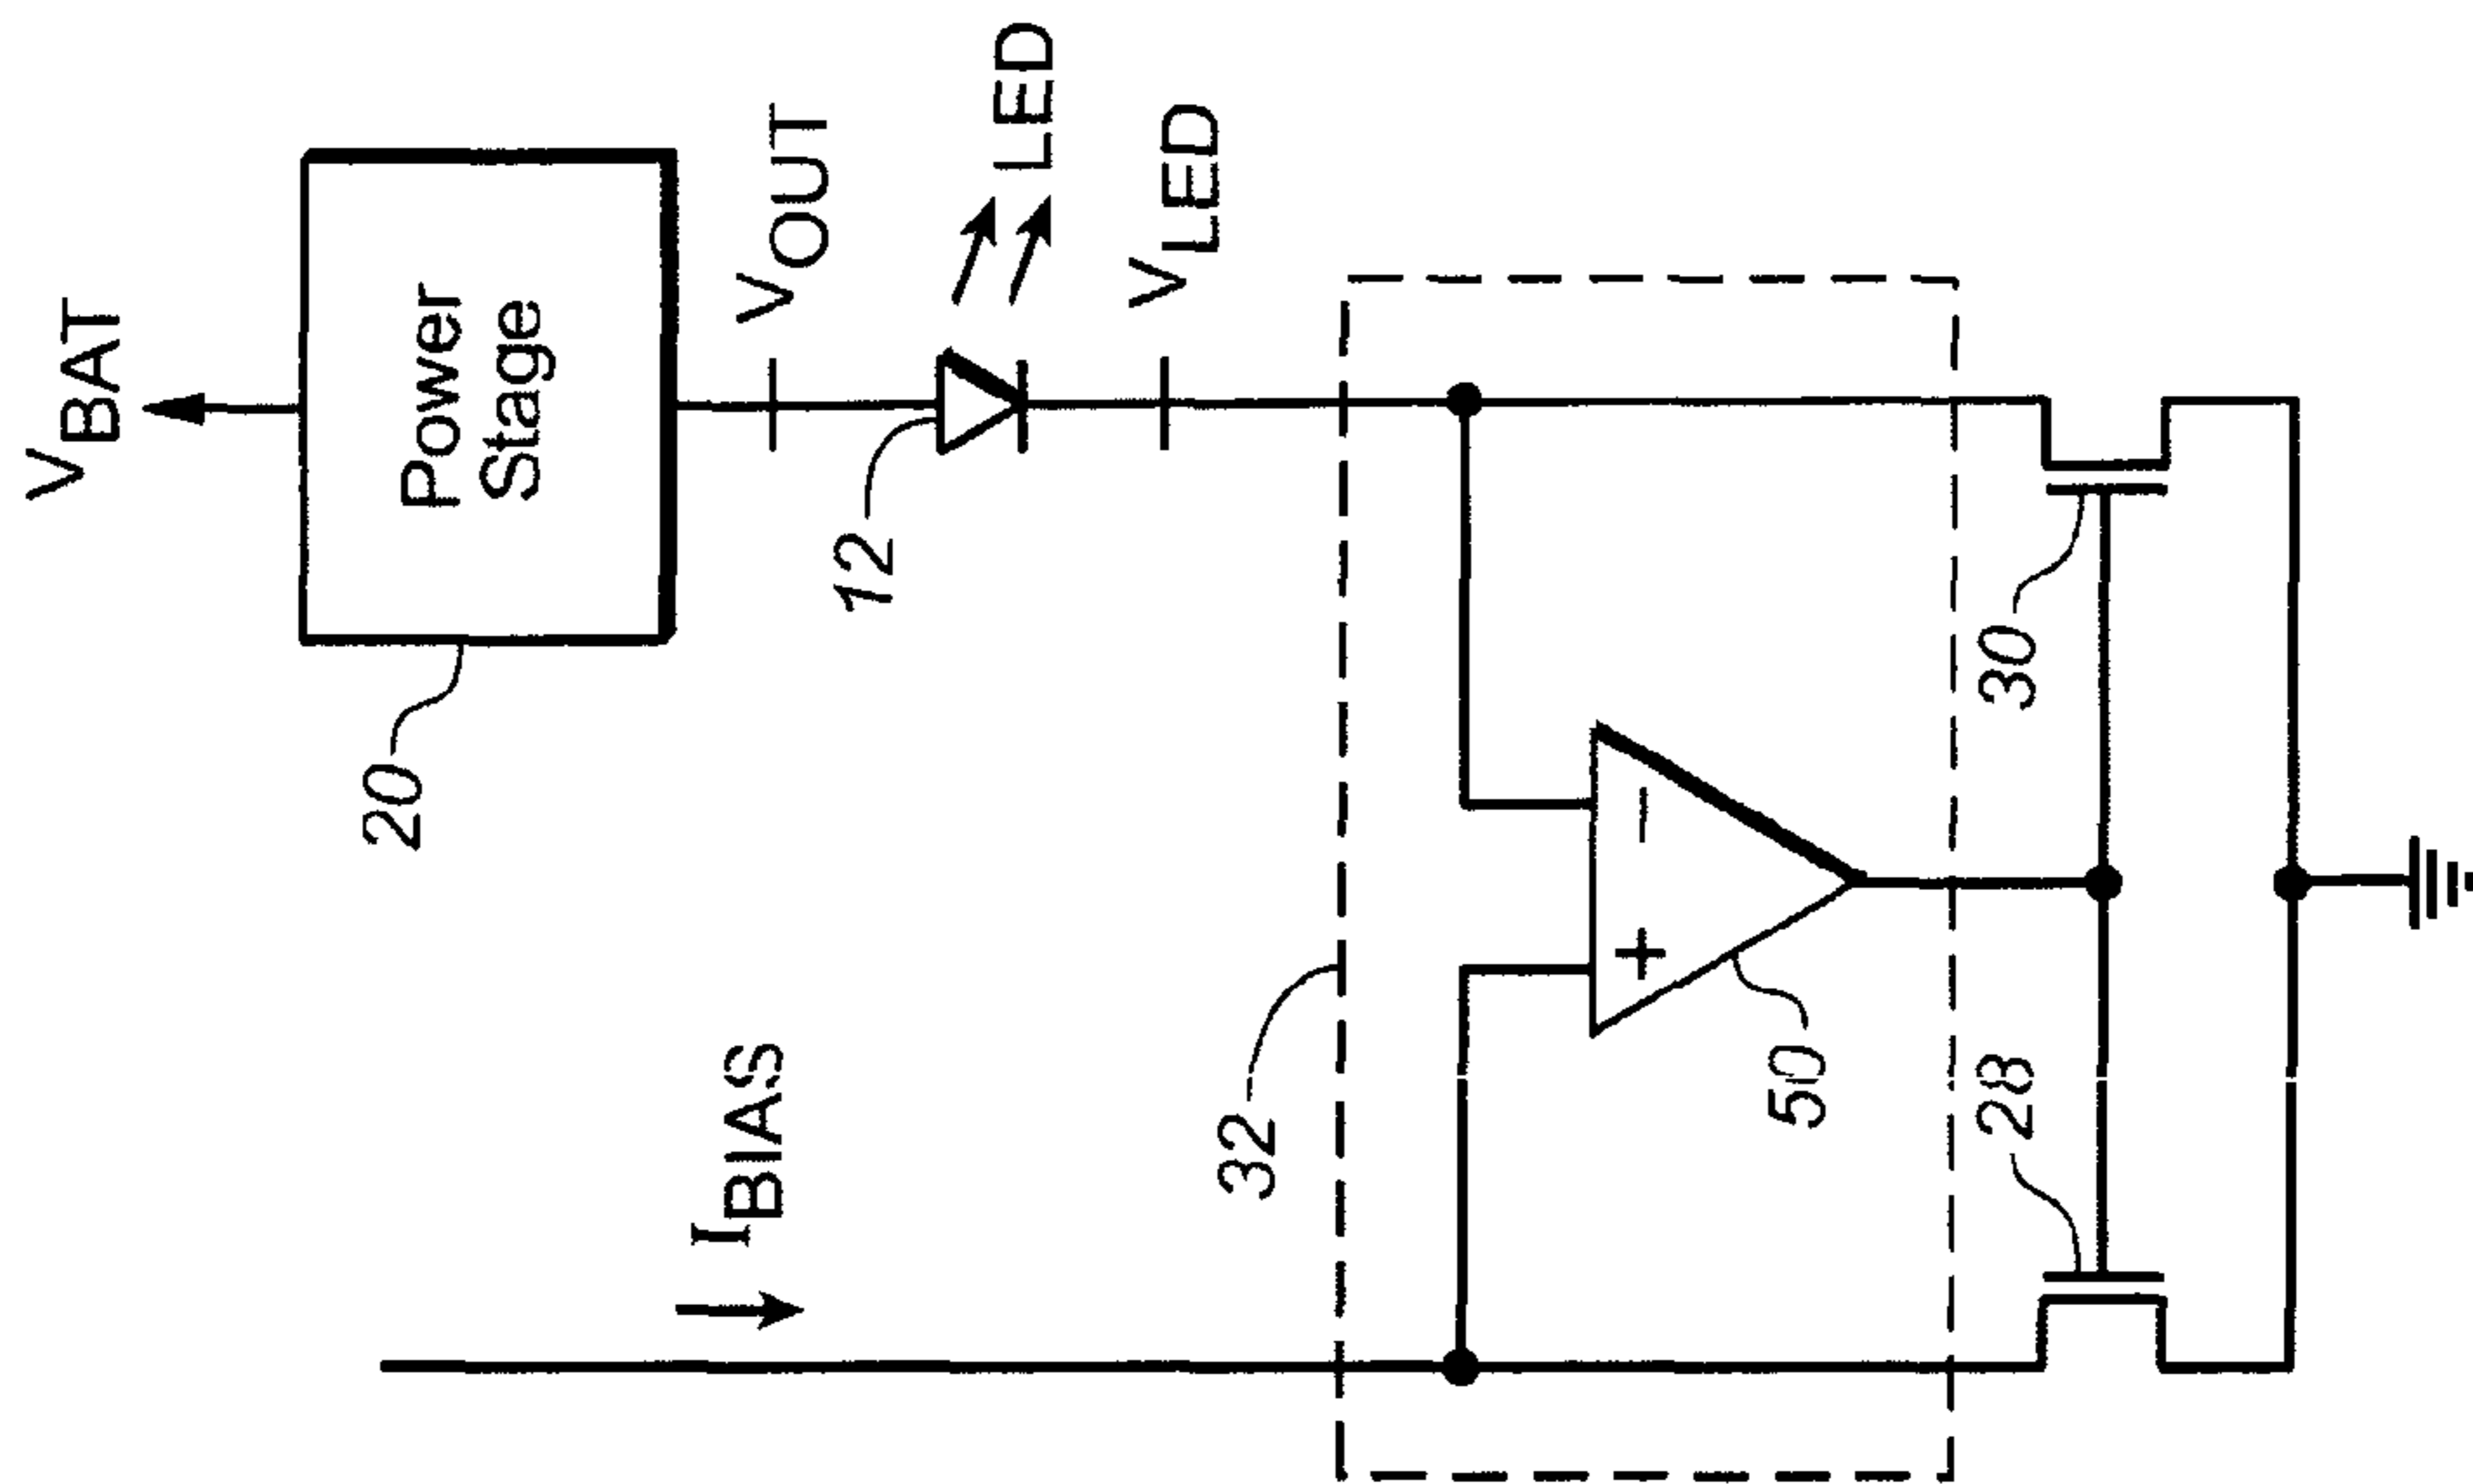 VBAT
Power
Stage
20
VOUT
12
LED
VLED
IBIAS
32
+
−
50
28
30